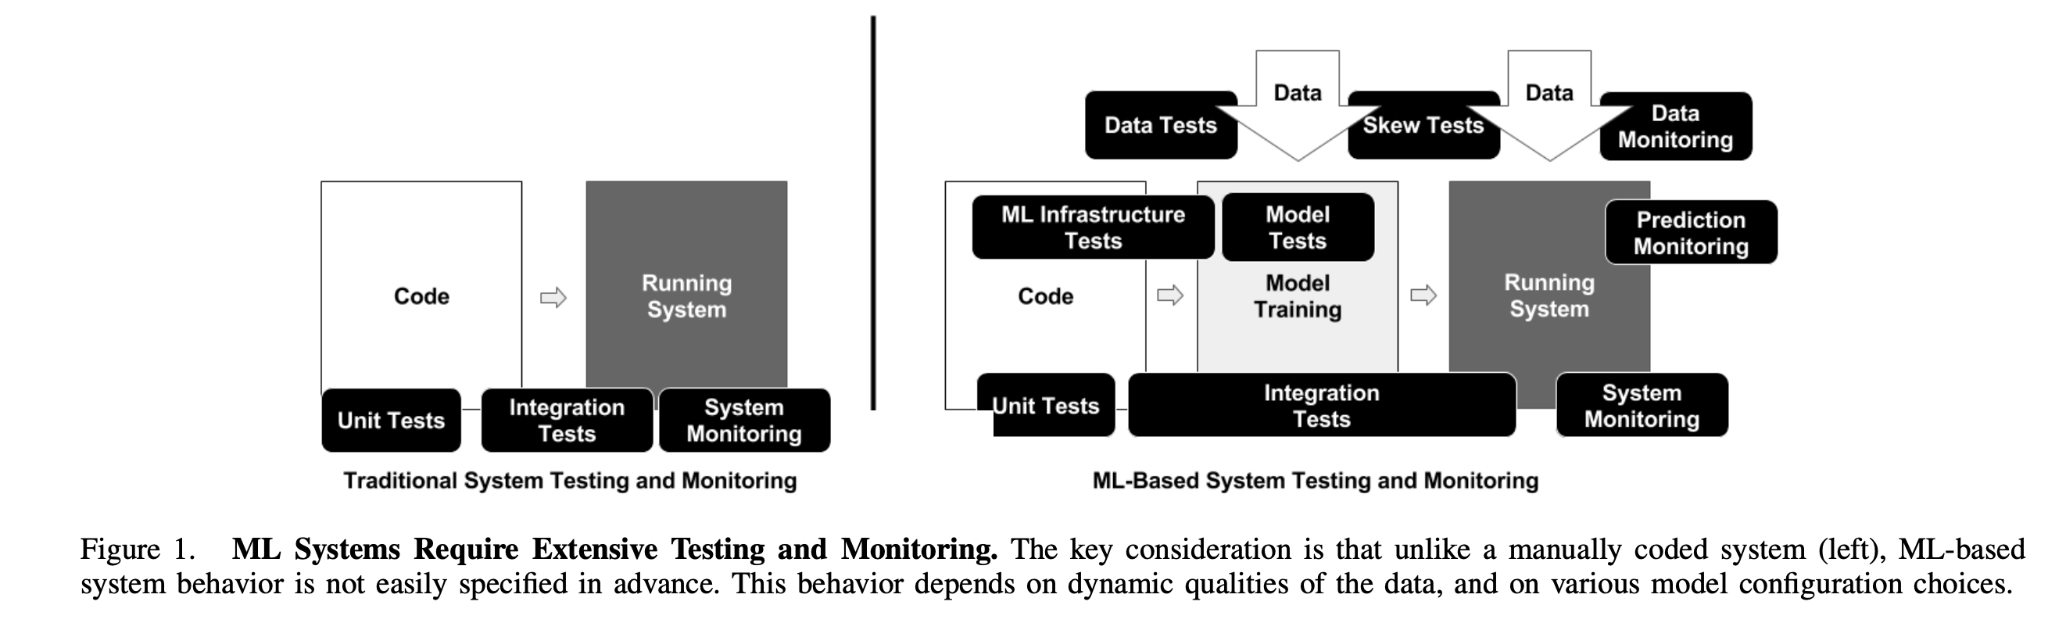 Code
Running
System
Unit Tests
Integration
Tests
System
Monitoring
Traditional System Testing and Monitoring
Data
Data
Data Tests
Skew Tests
Data
Monitoring
ML Infrastructure
Tests
Model
Tests
Prediction
Monitoring
Code
Model
Training
Running
System
Unit Tests
Integration
Tests
System
Monitoring
ML-Based System Testing and Monitoring
Figure 1. ML Systems Require Extensive Testing and Monitoring. The key consideration is that unlike a manually coded system (left), ML-based
system behavior is not easily specified in advance. This behavior depends on dynamic qualities of the data, and on various model configuration choices.